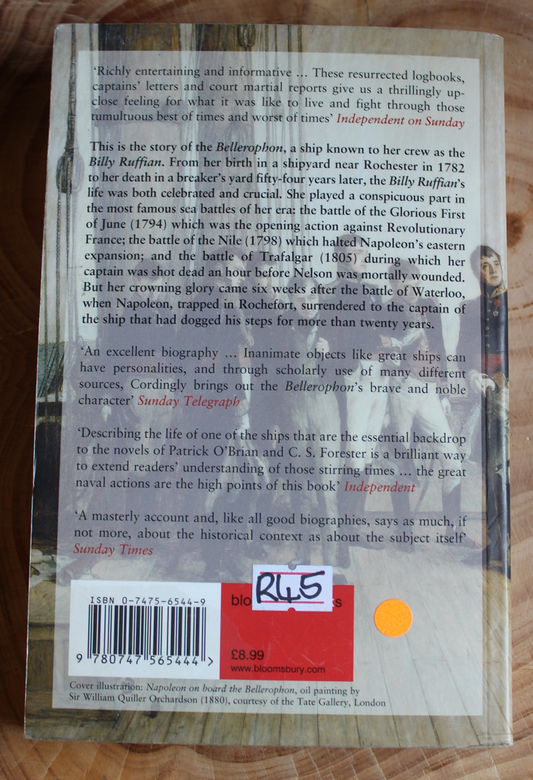 ‘Richly entertaining and informative … These resurrected logbooks,
captains’ letters and court martial reports give us a thrillingly up-
close feeling for what it was like to live and fight through those
tumultuous best of times and worst of times’ Independent on Sunday
This is the story of the Bellerophon, a ship known to her crew as the
Billy Ruffian. From her birth in a shipyard near Rochester in 1782
to her death in a breaker’s yard fifty-four years later, the Billy Ruffian’s
life was both celebrated and crucial. She played a conspicuous part in
the most famous sea battles of her era: the battle of the Glorious First
of June (1794) which was the opening action against Revolutionary
France; the battle of the Nile (1798) which halted Napoleon’s eastern
expansion; and the battle of Trafalgar (1805) during which her
captain was shot dead an hour before Nelson was mortally wounded.
But her crowning glory came six weeks after the battle of Waterloo,
when Napoleon, trapped in Rochefort, surrendered to the captain of
the ship that had dogged his steps for more than twenty years.
‘An excellent biography … Inanimate objects like great ships can
have personalities, and through scholarly use of many different
sources, Cordingly brings out the Bellerophon’s brave and noble
character’ Sunday Telegraph
‘Describing the life of one of the ships that are the essential backdrop
to the novels of Patrick O’Brian and C. S. Forester is a brilliant way
to extend readers’ understanding of those stirring times … the great
naval actions are the high points of this book’ Independent
‘A masterly account and, like all good biographies, says as much, if
not more, about the historical context as about the subject itself’
Sunday Times
ISBN 0-7475-6544-9
9 780747 565444 >
R45
£8.99
www.bloomsbury.com
Cover illustration: Napoleon on board the Bellerophon, oil painting by
Sir William Quiller Orchardson (1880), courtesy of the Tate Gallery, London